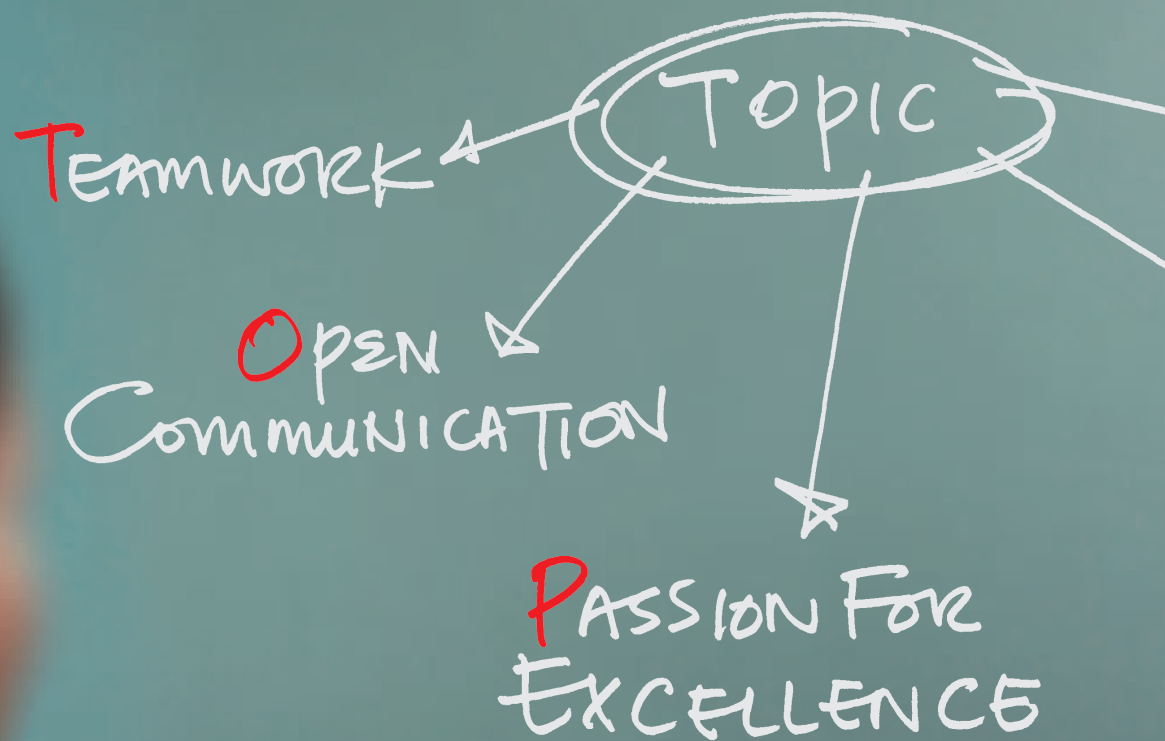 Topic
Teamwork
Open
Communication
Passion For
Excellence